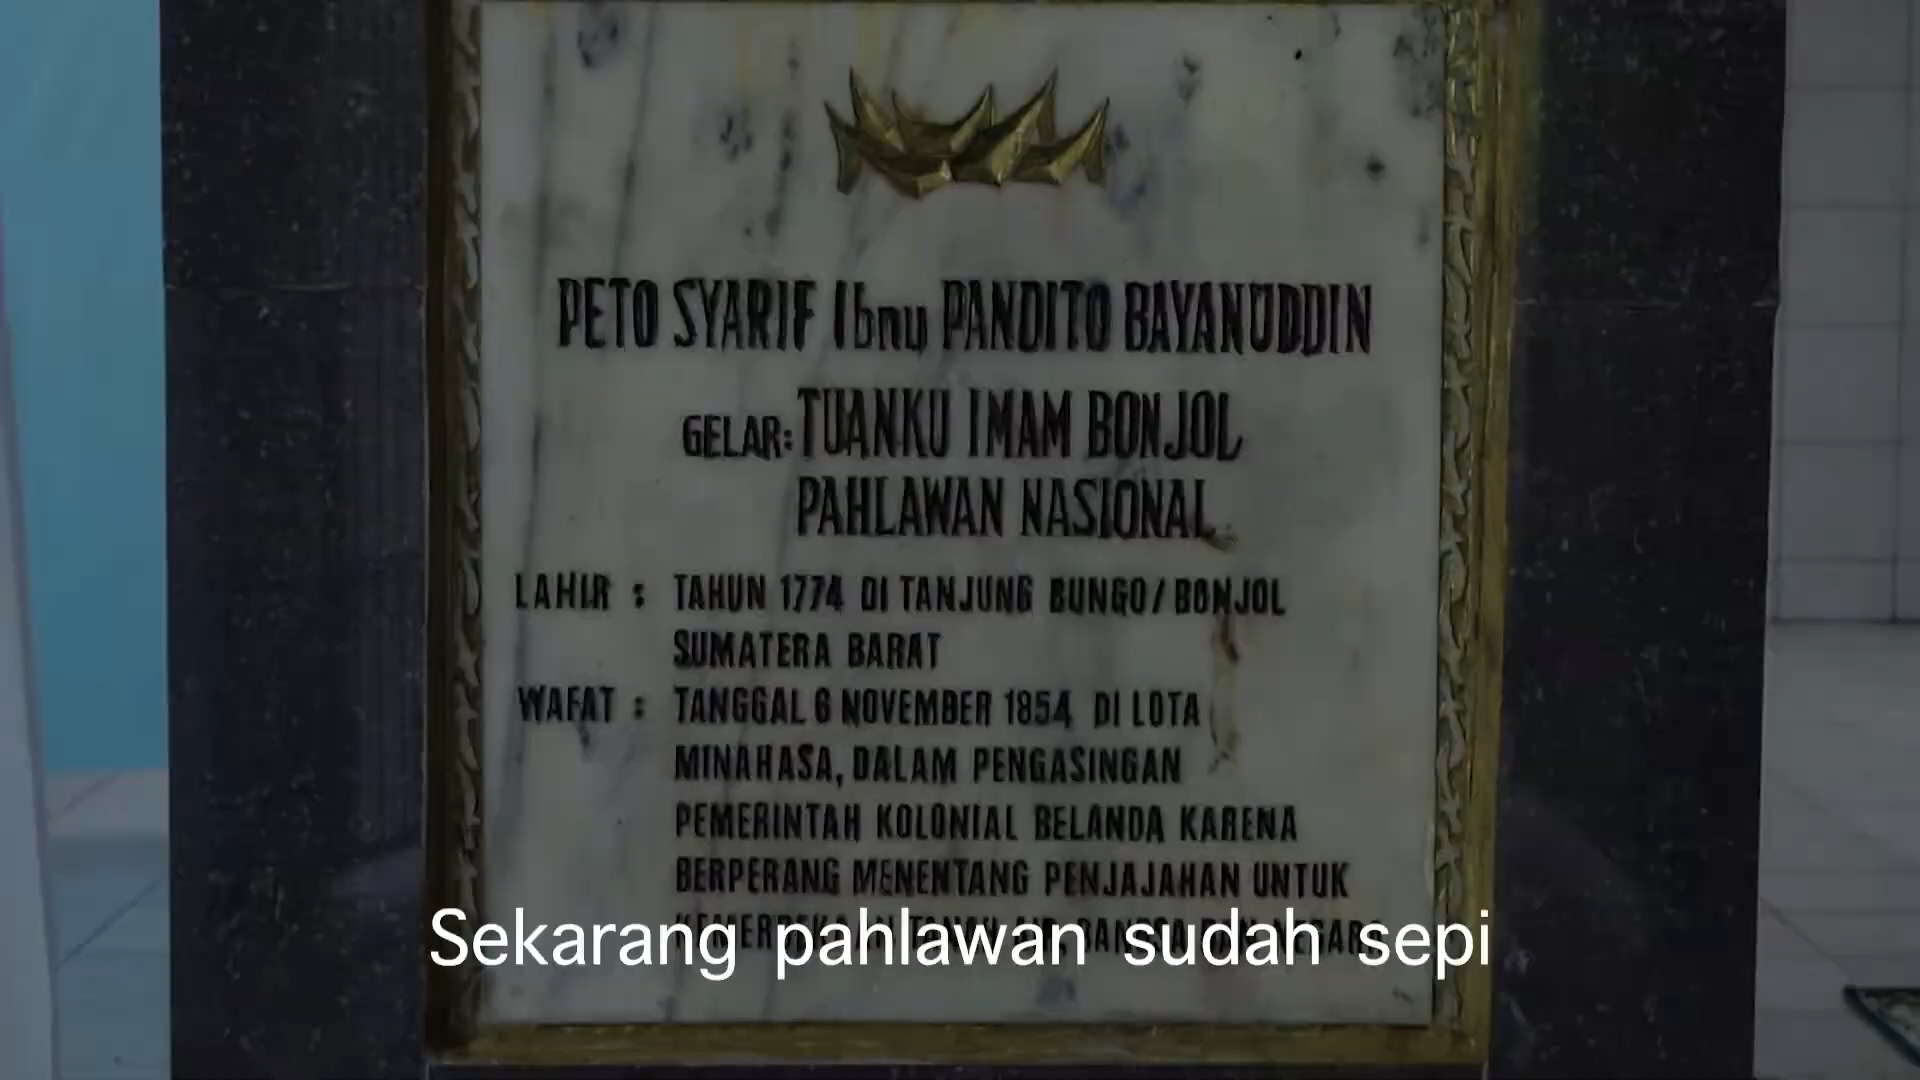 PETO SYARIF Ibnu PANDITO BAYANUDDIN
GELAR: TUANKU IMAM BONJOL
PAHLAWAN NASIONAL
LAHIR : TAHUN 1774 DI TANJUNG BUNGO/BONJOL
SUMATERA BARAT
WAFAT : TANGGAL 6 NOVEMBER 1854 DI LOTA
MINAHASA, DALAM PENGASINGAN
PEMERINTAH KOLONIAL BELANDA KARENA
BERPERANG MENENTANG PENJAJAHAN UNTUK
Sekarang pahlawan sudah sepi